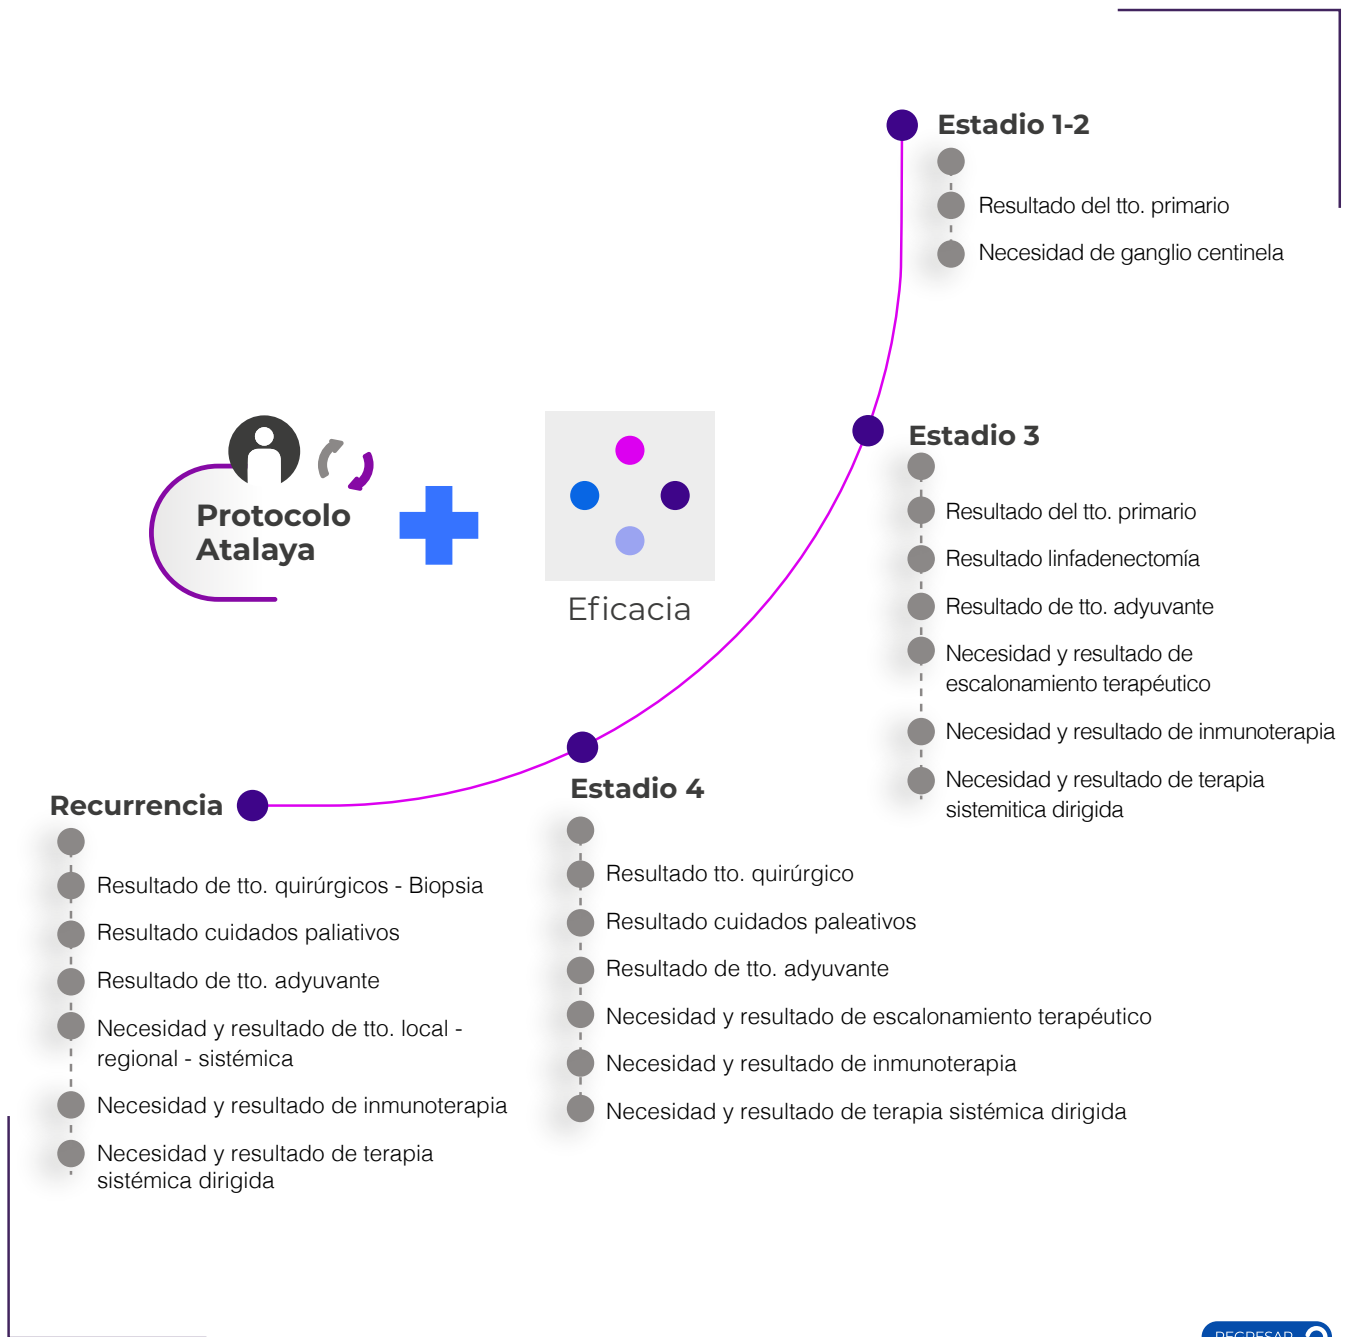 Estadio 1-2
Resultado del tto. primario
Necesidad de ganglio centinela
Protocolo
Atalaya
Eficacia
Estadio 3
Resultado del tto. primario
Resultado linfadenectomía
Resultado de tto. adyuvante
Necesidad y resultado de
escalonamiento terapéutico
Necesidad y resultado de inmunoterapia
Necesidad y resultado de terapia
sistemitica dirigida
Estadio 4
Resultado tto. quirúrgico
Resultado cuidados paleativos
Resultado de tto. adyuvante
Necesidad y resultado de escalonamiento terapéutico
Necesidad y resultado de inmunoterapia
Necesidad y resultado de terapia sistémica dirigida
Recurrencia
Resultado de tto. quirúrgicos - Biopsia
Resultado cuidados paliativos
Resultado de tto. adyuvante
Necesidad y resultado de tto. local -
regional - sistémica
Necesidad y resultado de inmunoterapia
Necesidad y resultado de terapia
sistémica dirigida
REGRESAR